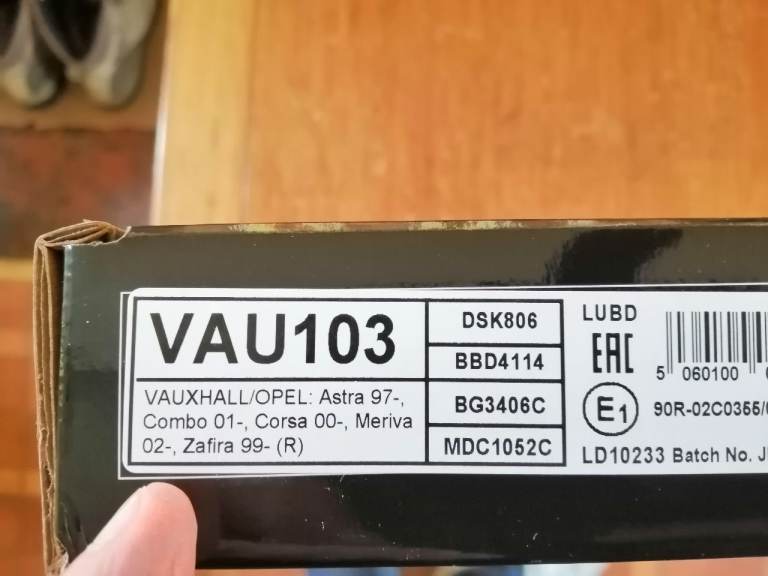 VAU103
VAUXHALL/OPEL: Astra 97-,
Combo 01-, Corsa 00-, Meriva
02-, Zafira 99- (R)
DSK806
BBD4114
BG3406C
MDC1052C
LUBD
EAC
5 060100
E1
90R-02C0355/
LD10233 Batch No. J